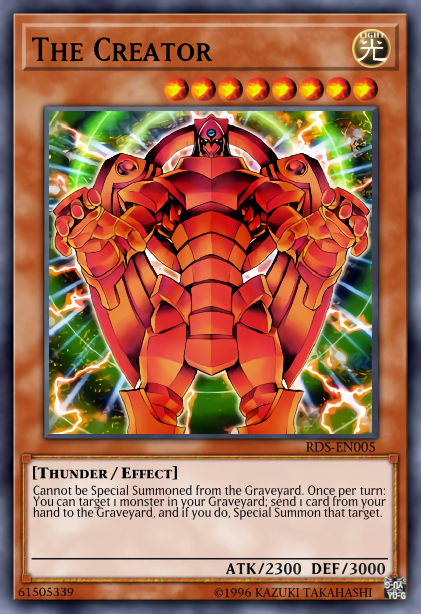 The Creator
LIGHT
光
RDS-EN005
[Thunder / Effect]
Cannot be Special Summoned from the Graveyard. Once per turn:
You can target 1 monster in your Graveyard; send 1 card from your
hand to the Graveyard, and if you do, Special Summon that target.
ATK/2300 DEF/3000
61505339
©1996 KAZUKI TAKAHASHI